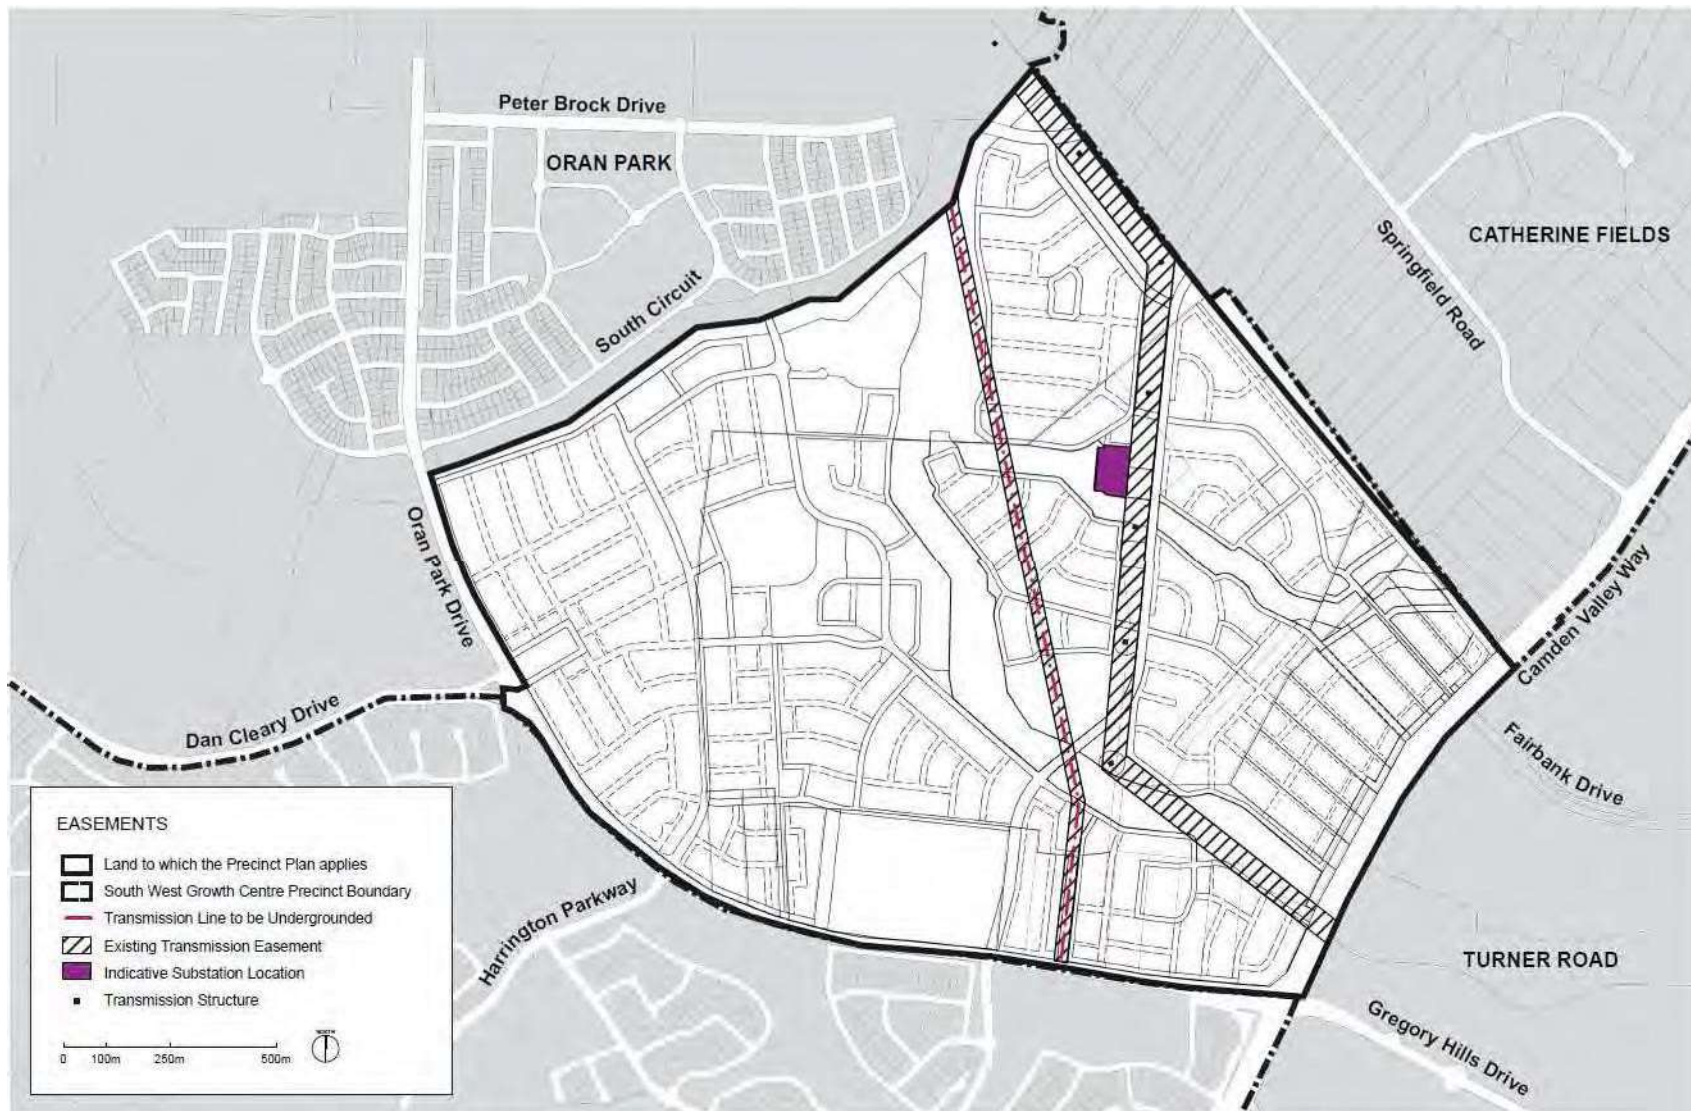 Peter Brock Drive
ORAN PARK
CATHERINE FIELDS
Springfield Road
South Circuit
Oran Park Drive
Camden Valley Way
Dan Cleary Drive
Fairbank Drive
Harrington Parkway
TURNER ROAD
Gregory Hills Drive
EASEMENTS
Land to which the Precinct Plan applies
South West Growth Centre Precinct Boundary
Transmission Line to be Undergrounded
Existing Transmission Easement
Indicative Substation Location
Transmission Structure
0 100m 250m 500m
NORTH